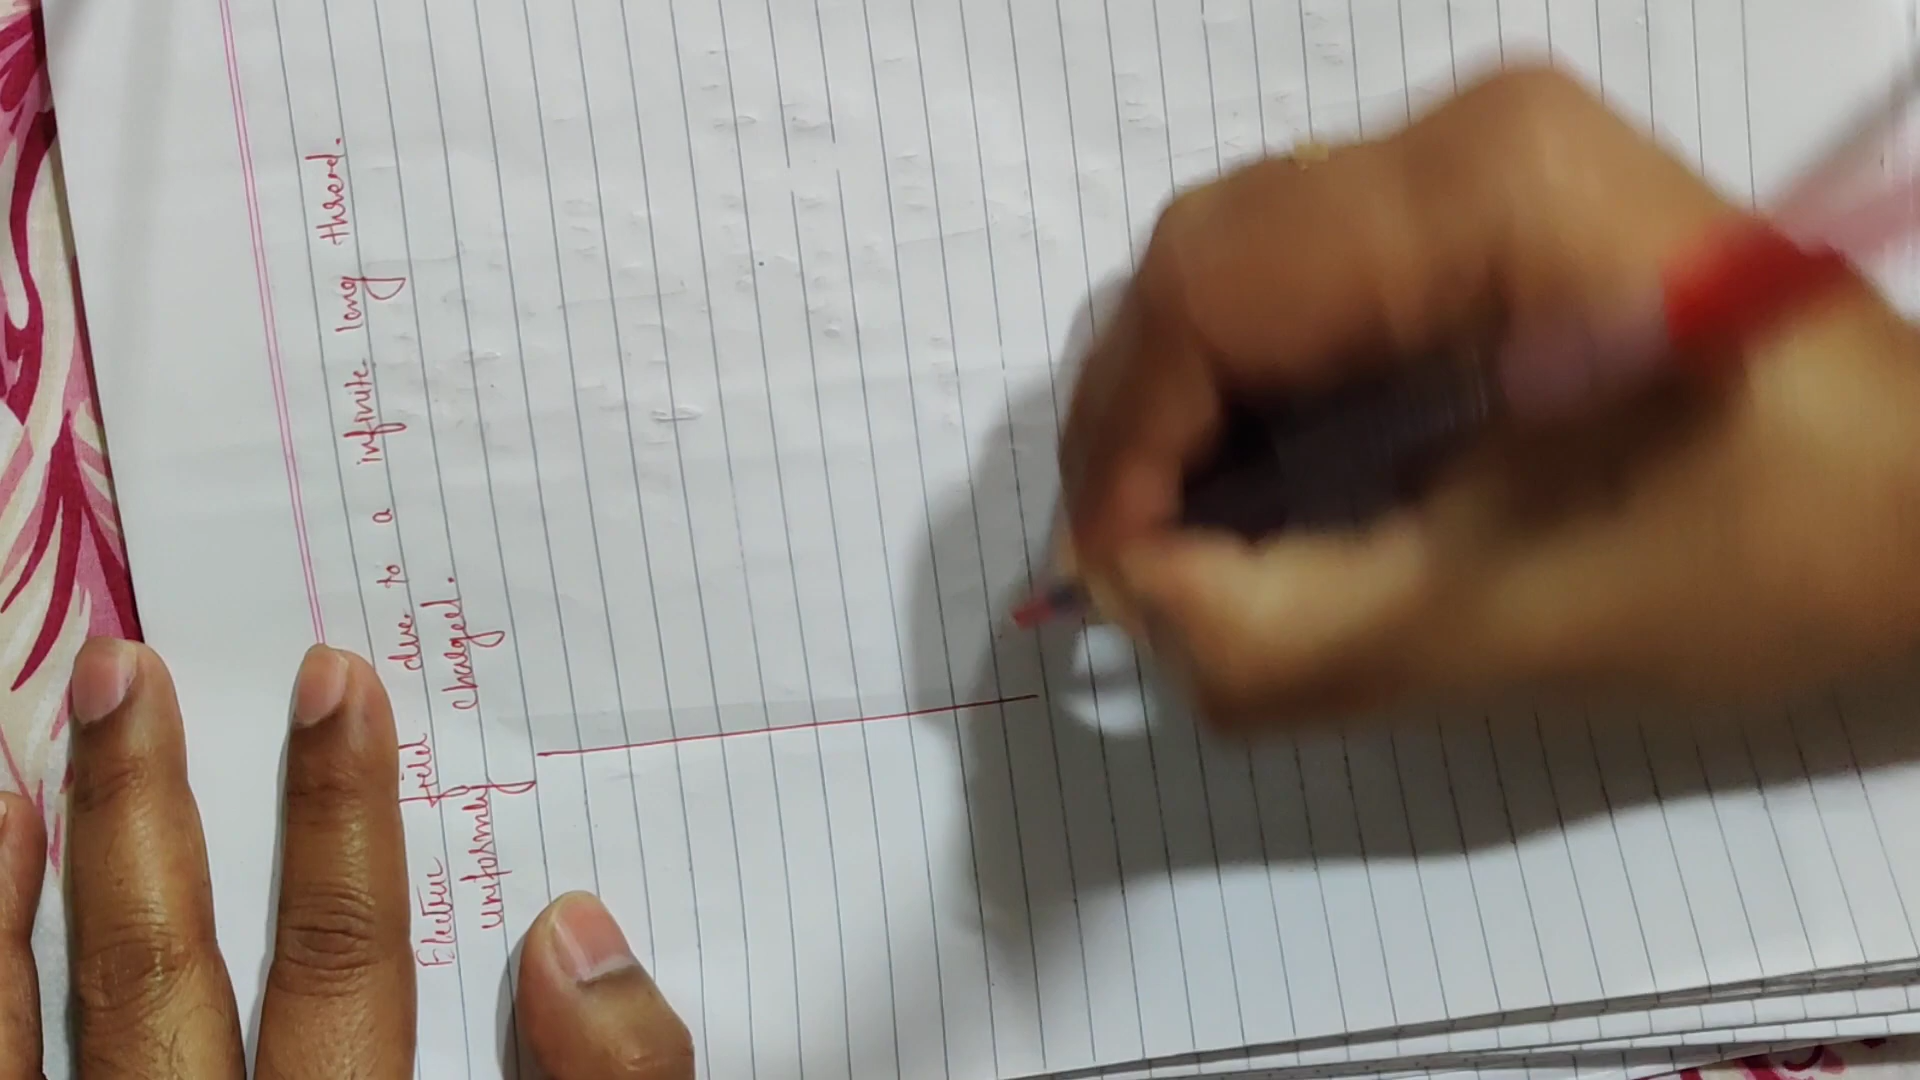 Electric field due to a infinite long thread.
uniformly charged.